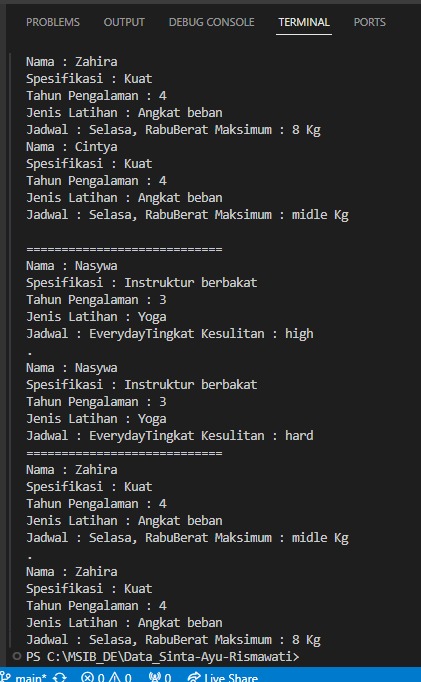 PROBLEMS OUTPUT DEBUG CONSOLE TERMINAL PORTS
Nama : Zahira
Spesifikasi : Kuat
Tahun Pengalaman : 4
Jenis Latihan : Angkat beban
Jadwal : Selasa, RabuBerat Maksimum : 8 Kg
Nama : Cintya
Spesifikasi : Kuat
Tahun Pengalaman : 4
Jenis Latihan : Angkat beban
Jadwal : Selasa, RabuBerat Maksimum : midle Kg
============================
Nama : Nasywa
Spesifikasi : Instruktur berbakat
Tahun Pengalaman : 3
Jenis Latihan : Yoga
Jadwal : EverydayTingkat Kesulitan : high
.
Nama : Nasywa
Spesifikasi : Instruktur berbakat
Tahun Pengalaman : 3
Jenis Latihan : Yoga
Jadwal : EverydayTingkat Kesulitan : hard
============================
Nama : Zahira
Spesifikasi : Kuat
Tahun Pengalaman : 4
Jenis Latihan : Angkat beban
Jadwal : Selasa, RabuBerat Maksimum : midle Kg
.
Nama : Zahira
Spesifikasi : Kuat
Tahun Pengalaman : 4
Jenis Latihan : Angkat beban
Jadwal : Selasa, RabuBerat Maksimum : 8 Kg
PS C:\MSIB_DE\Data_Sinta-Ayu-Rismawati>
main* 0 0 0 Live Share